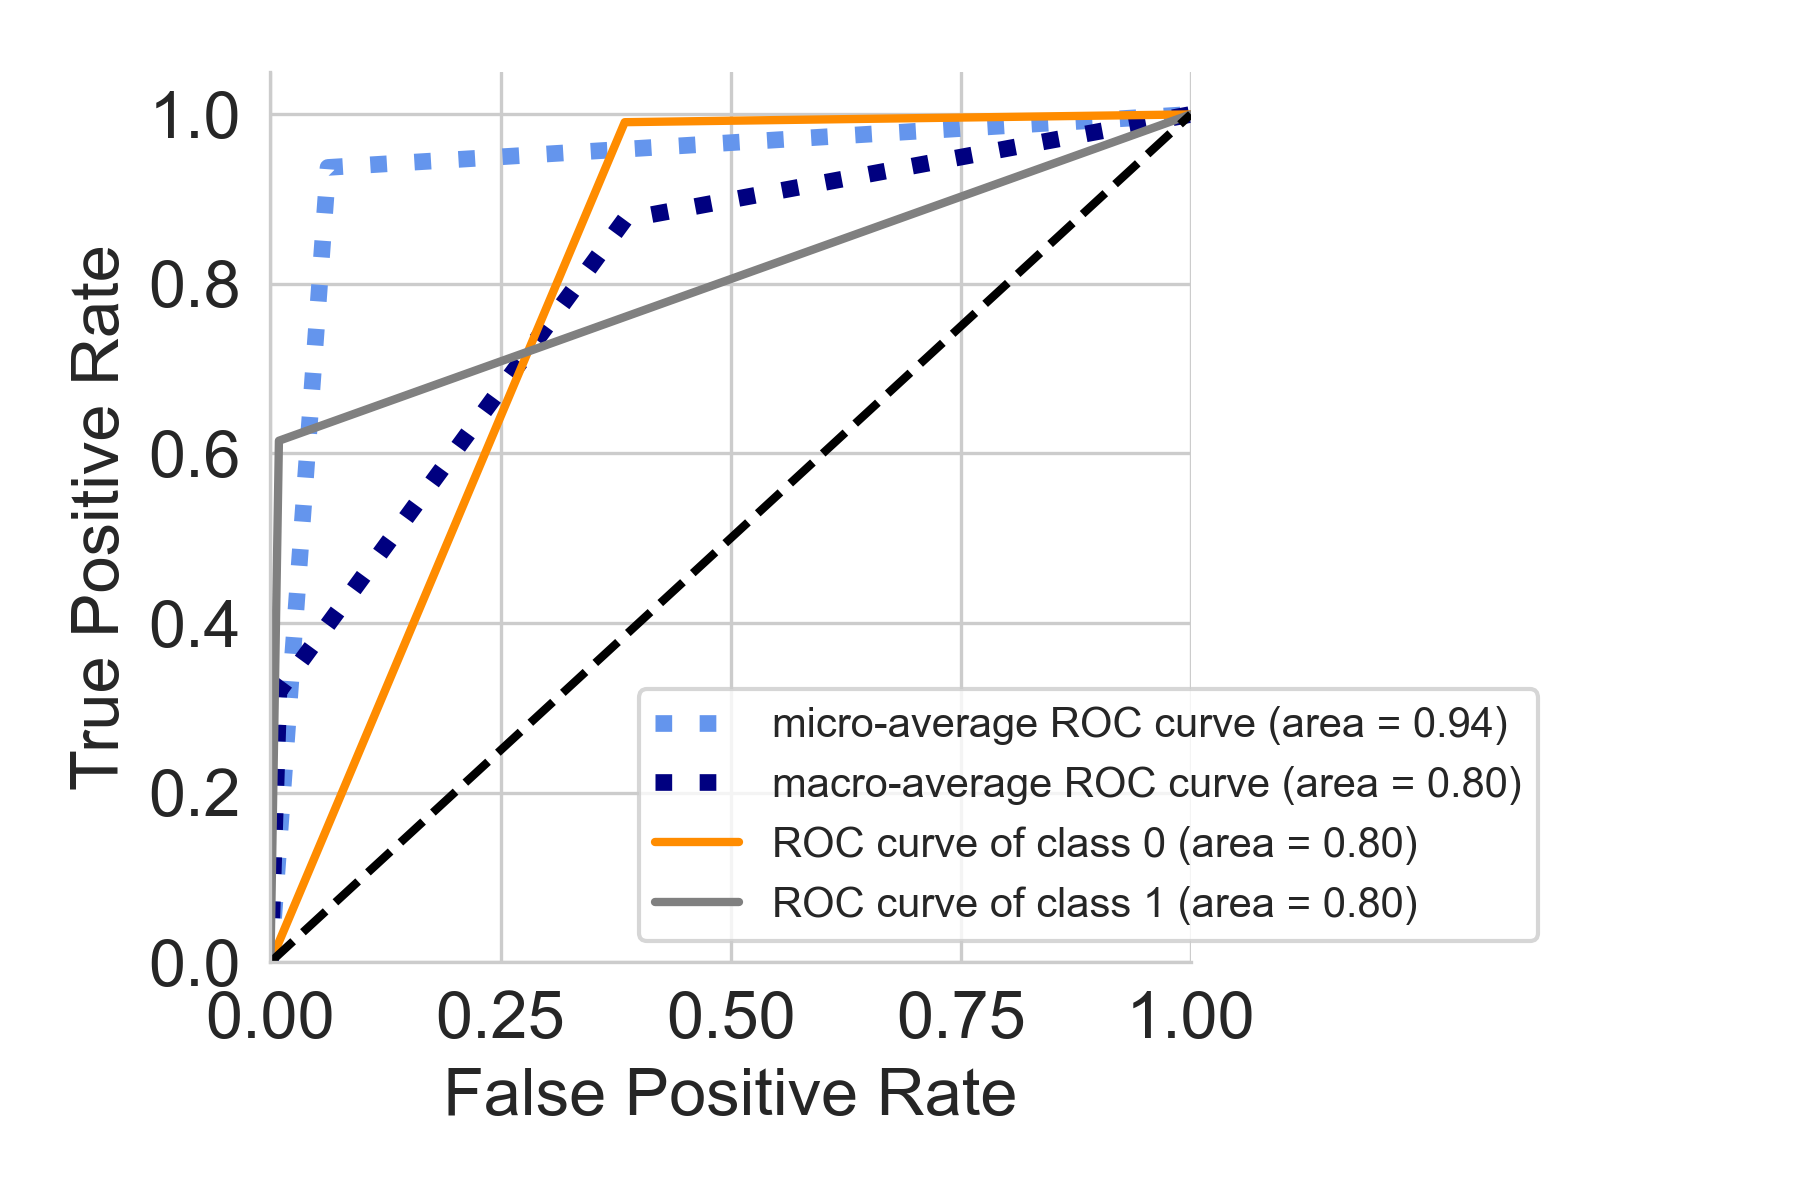 True Positive Rate
1.0
0.8
0.6
0.4
0.2
0.0
micro-average ROC curve (area = 0.94)
macro-average ROC curve (area = 0.80)
ROC curve of class 0 (area = 0.80)
ROC curve of class 1 (area = 0.80)
0.00 0.25 0.50 0.75 1.00
False Positive Rate